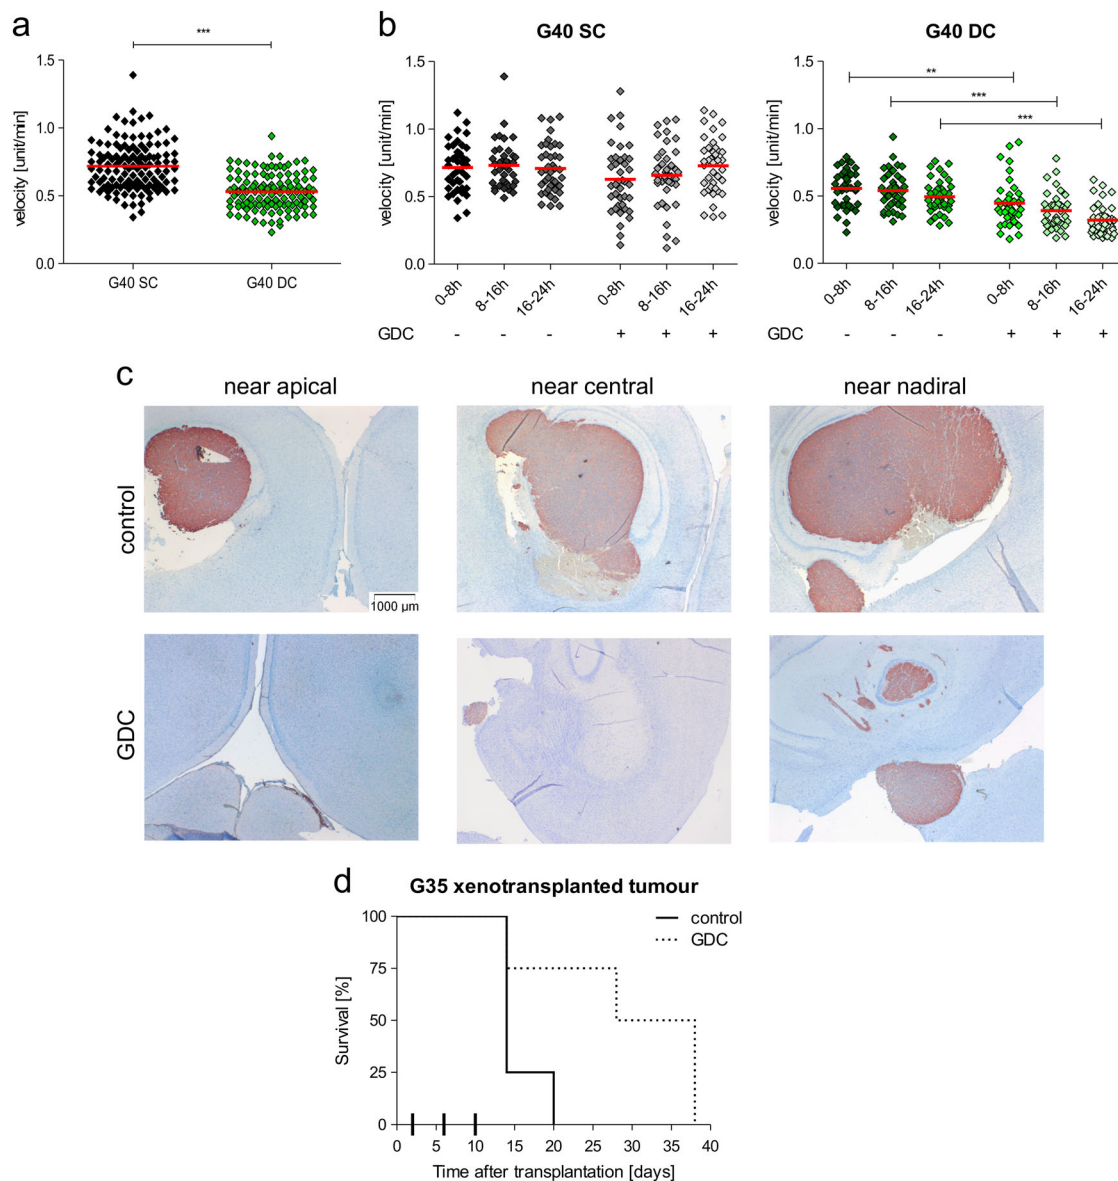 a
***
1.5
1.0
0.5
0.0
velocity [unit/min]
G40 SC
G40 DC
b
G40 SC
1.5
1.0
0.5
0.0
velocity [unit/min]
0-8h
8-16h
16-24h
0-8h
8-16h
16-24h
GDC - - - + + +
G40 DC
**
***
***
1.5
1.0
0.5
0.0
velocity [unit/min]
0-8h
8-16h
16-24h
0-8h
8-16h
16-24h
GDC - - - + + +
c
near apical
near central
near nadiral
control
1000 µm
GDC
d
G35 xenotransplanted tumour
control
GDC
100
75
50
25
0
Survival [%]
0 5 10 15 20 25 30 35 40
Time after transplantation [days]